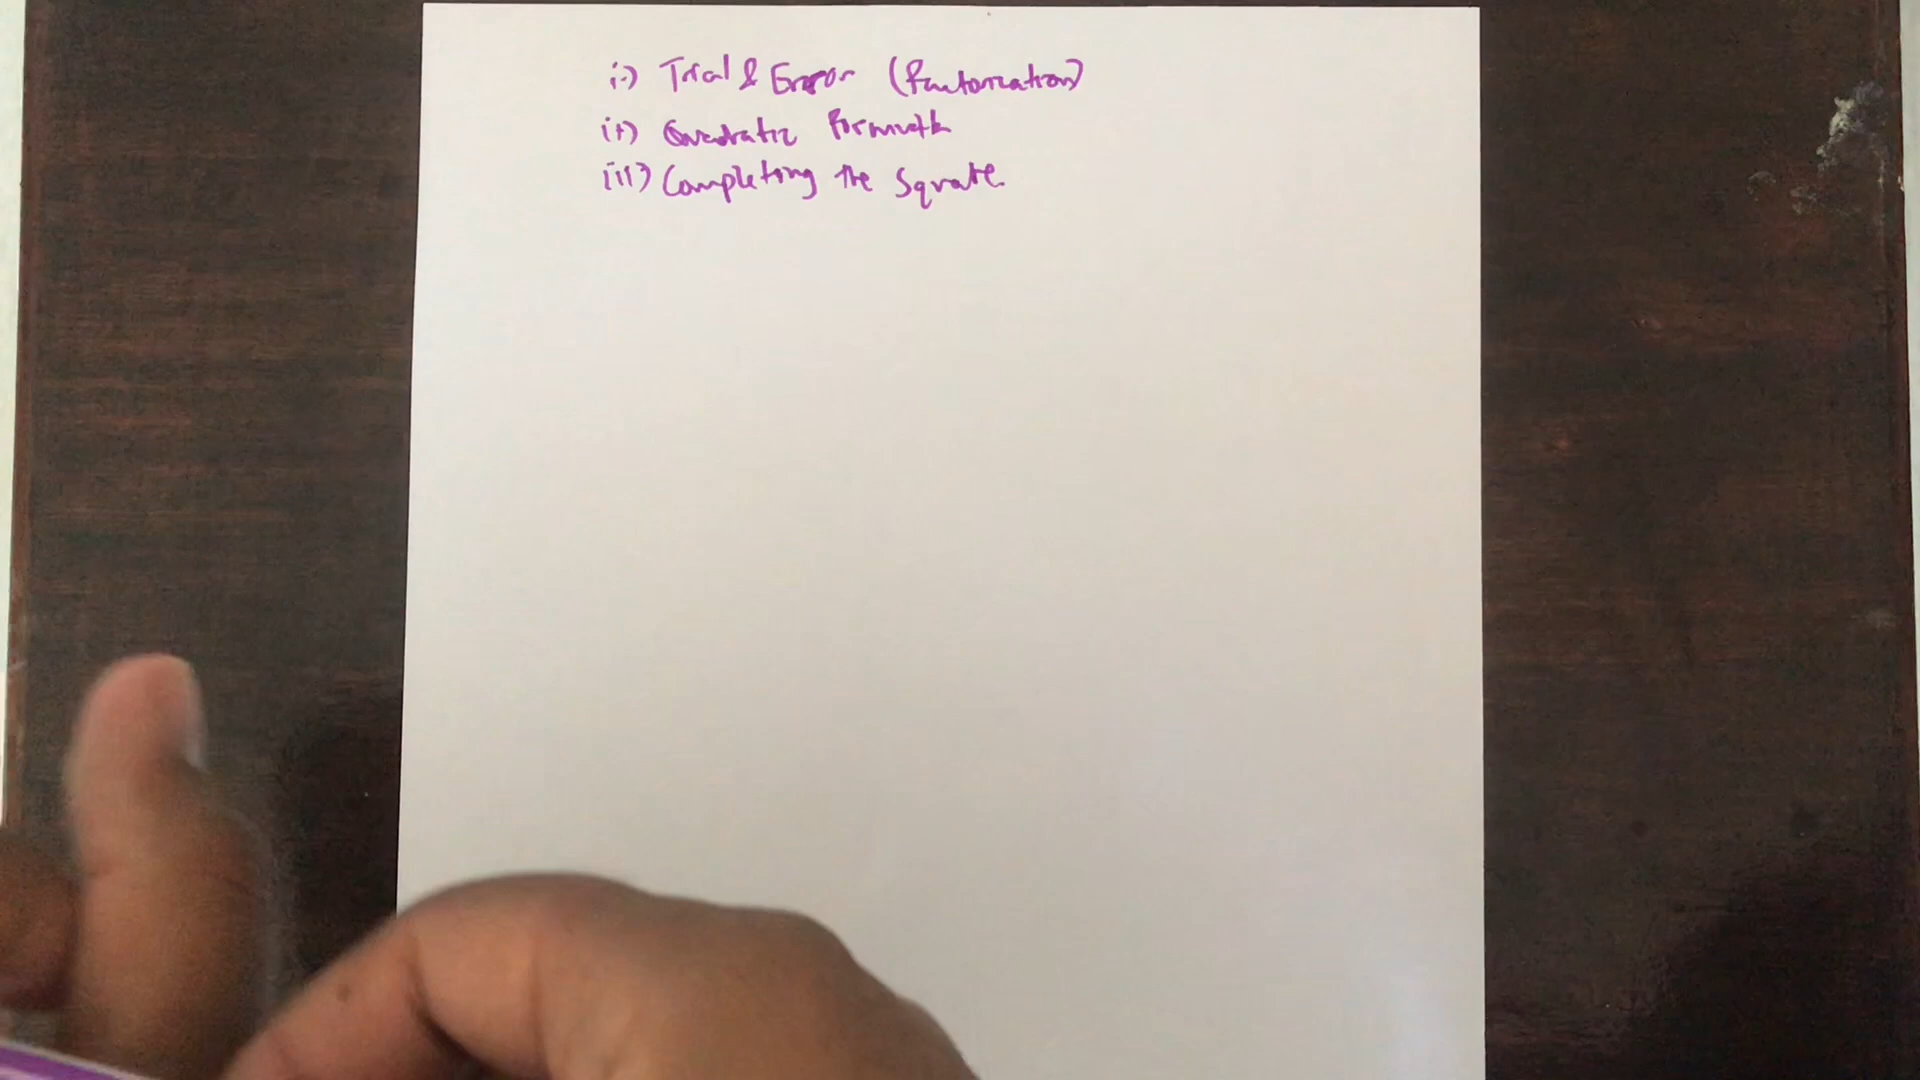 i) Trial & Error (Factorization)
ii) Quadratic Formula
iii) Completing the Square.